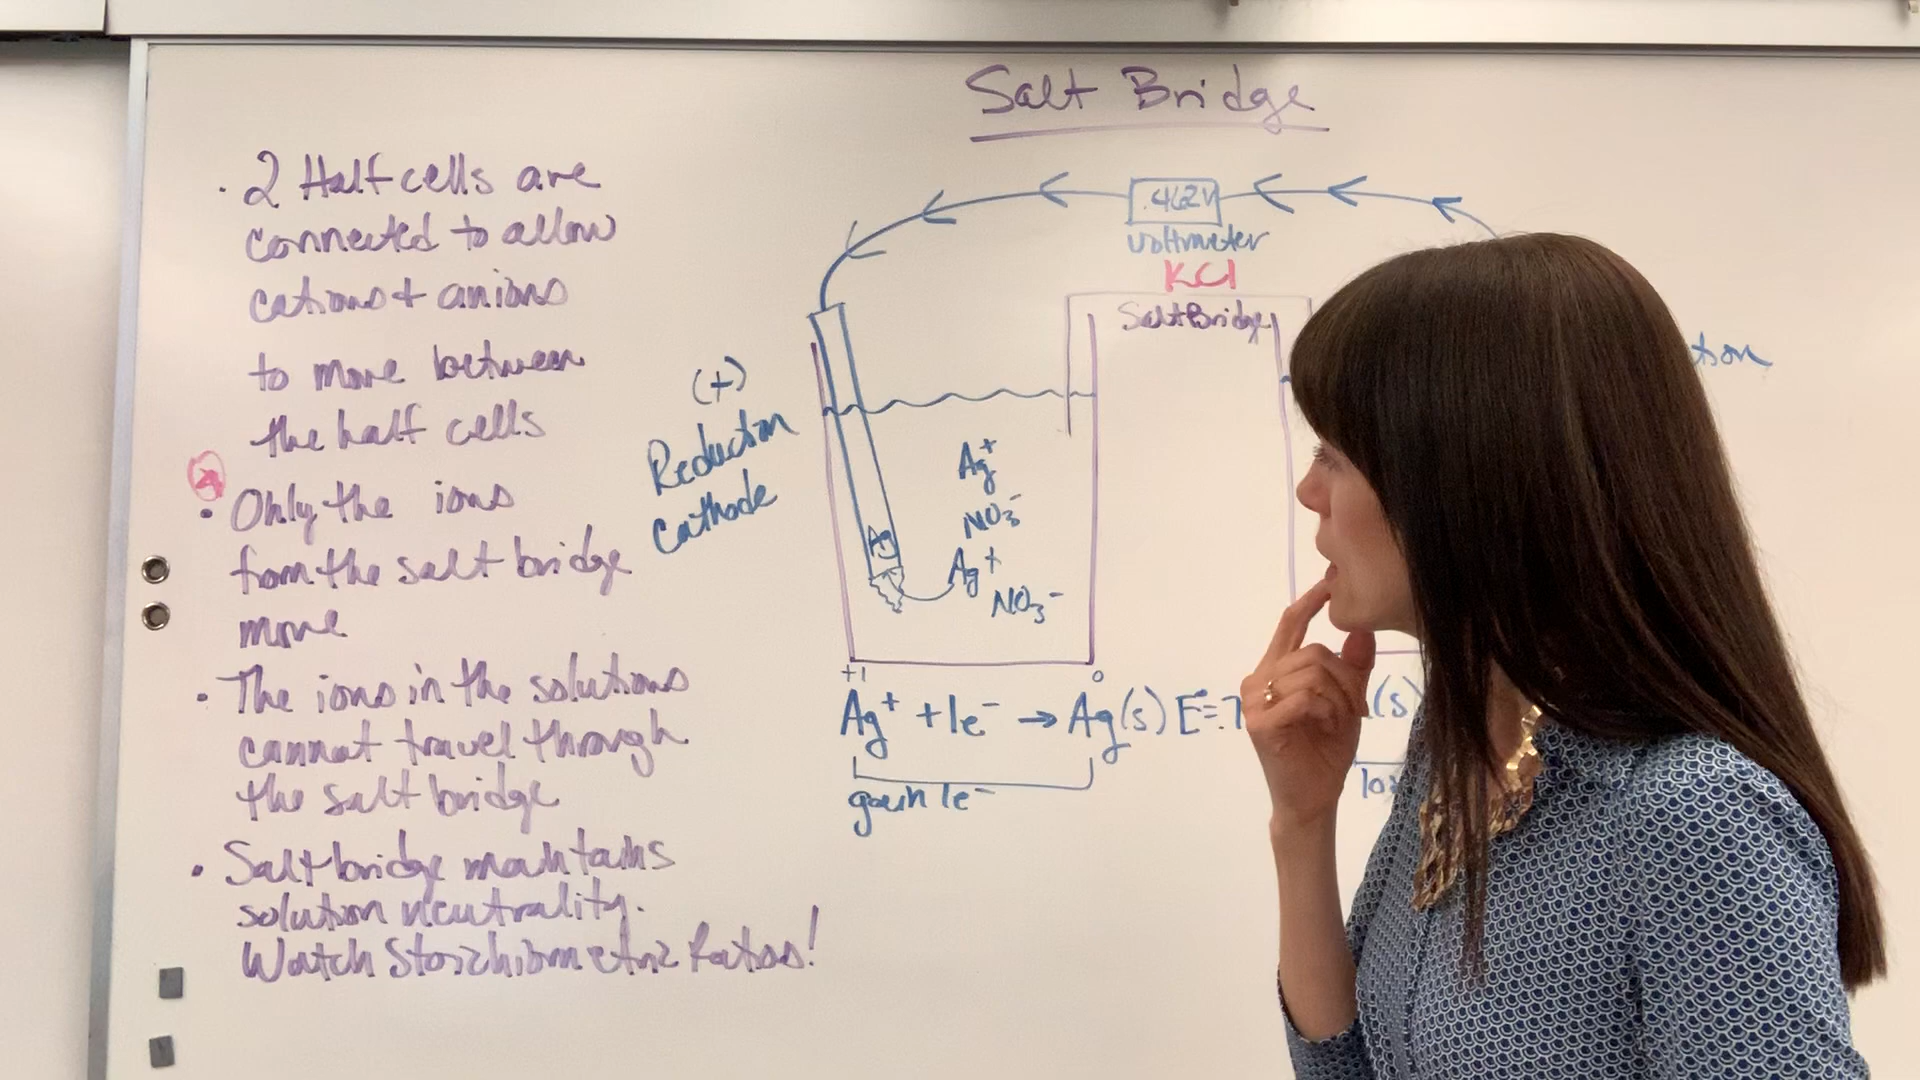 Salt Bridge
· 2 Half cells are
connected to allow
cations + anions
to move between
the half cells
· Only the ions
from the salt bridge
move
· The ions in the solutions
cannot travel through
the salt bridge
· Salt bridge maintains
solution neutrality.
Watch Stoichiometric Ratios!
.462V
voltmeter
KCl
Salt Bridge
(+)
Reduction
Cathode
Ag⁺
NO₃⁻
Ag
Ag⁺
NO₃⁻
+1 0
Ag⁺ + 1e⁻ → Ag(s) E°=.7
gain 1e⁻
(s)
tion